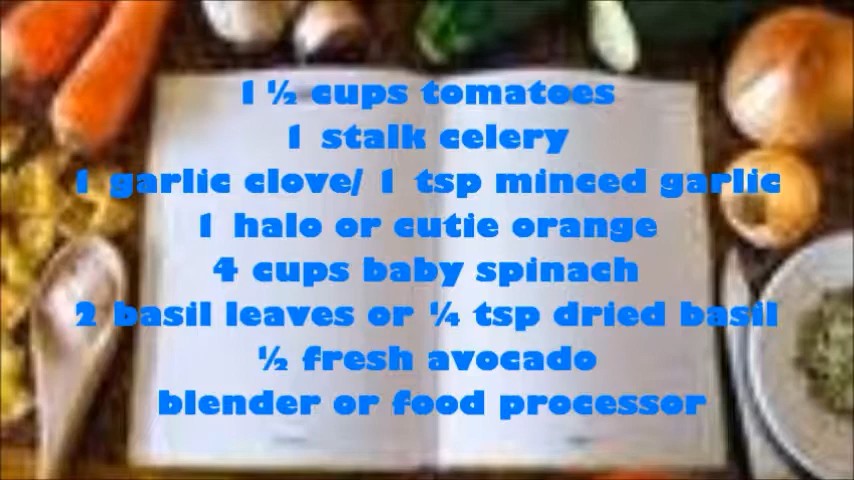 1 ½ cups tomatoes
1 stalk celery
1 garlic clove/ 1 tsp minced garlic
1 halo or cutie orange
4 cups baby spinach
2 basil leaves or ¼ tsp dried basil
½ fresh avocado
blender or food processor